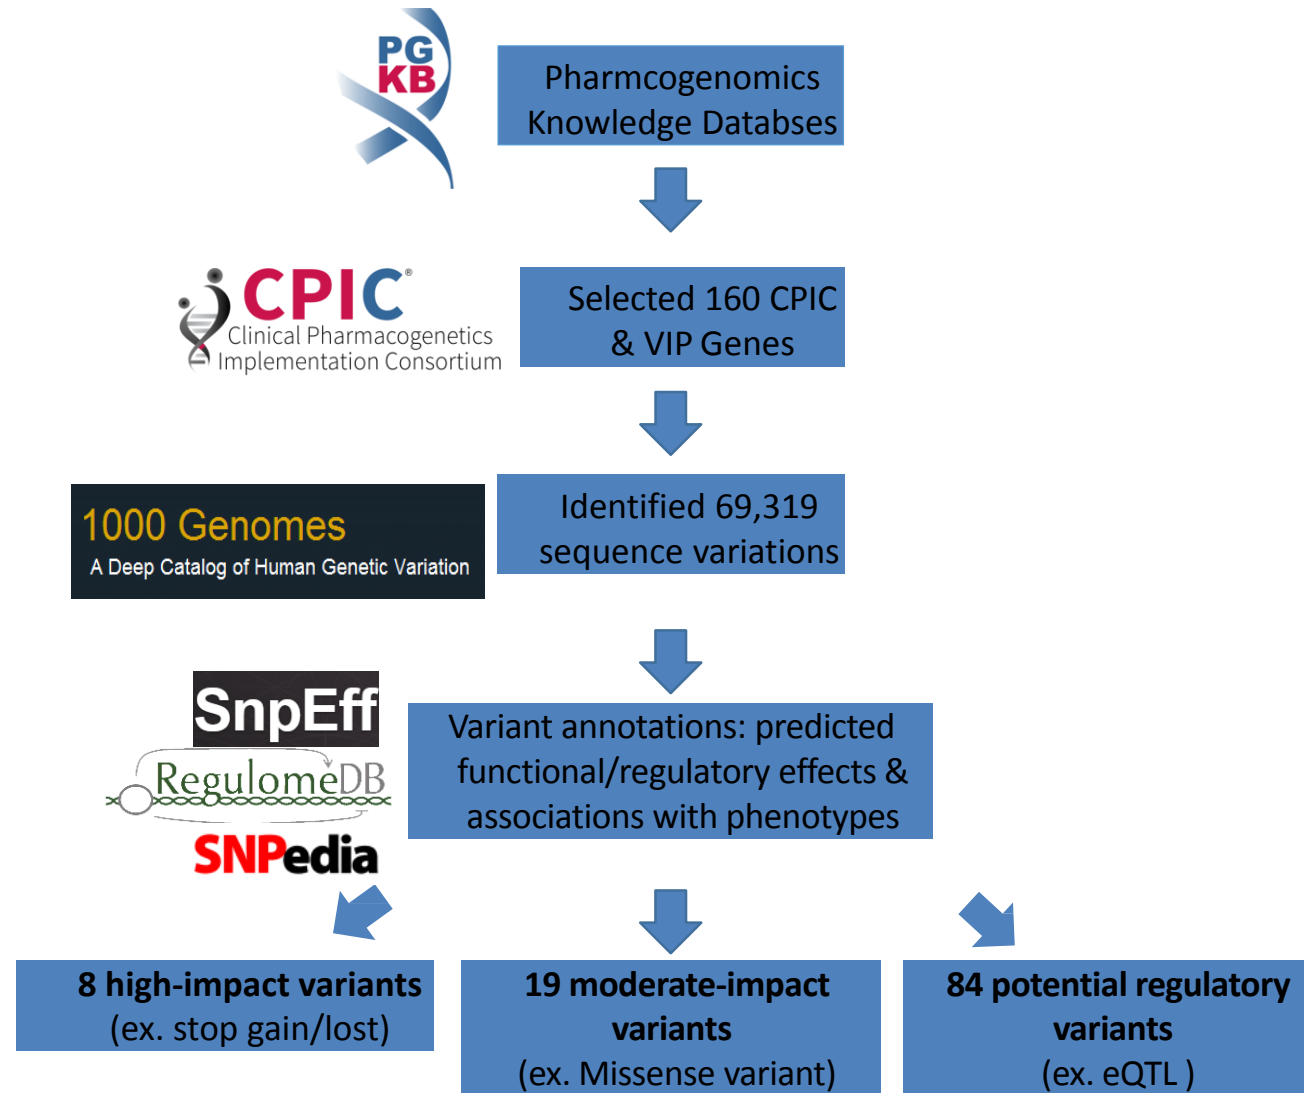 PG
KB
Pharmcogenomics
Knowledge Databses
CPIC®
Clinical Pharmacogenetics
Implementation Consortium
Selected 160 CPIC
& VIP Genes
1000 Genomes
A Deep Catalog of Human Genetic Variation
Identified 69,319
sequence variations
SnpEff
RegulomeDB
SNPedia
Variant annotations: predicted
functional/regulatory effects &
associations with phenotypes
8 high-impact variants
(ex. stop gain/lost)
19 moderate-impact
variants
(ex. Missense variant)
84 potential regulatory
variants
(ex. eQTL )